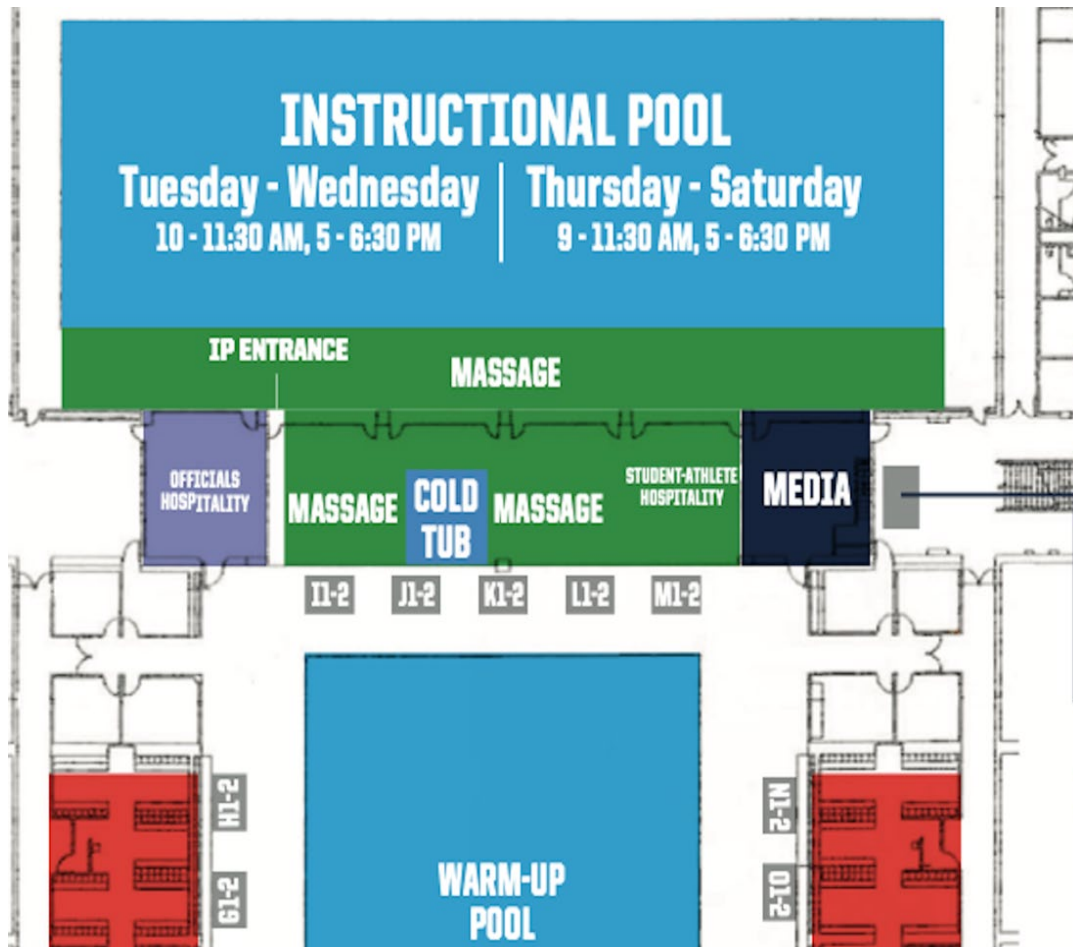 INSTRUCTIONAL POOL
Tuesday - Wednesday
10 - 11:30 AM, 5 - 6:30 PM
Thursday - Saturday
9 - 11:30 AM, 5 - 6:30 PM
IP ENTRANCE
MASSAGE
OFFICIALS
HOSPITALITY
MASSAGE
COLD
TUB
MASSAGE
STUDENT-ATHLETE
HOSPITALITY
MEDIA
I1-2
J1-2
K1-2
L1-2
M1-2
H1-2
N1-2
G1-2
O1-2
WARM-UP
POOL